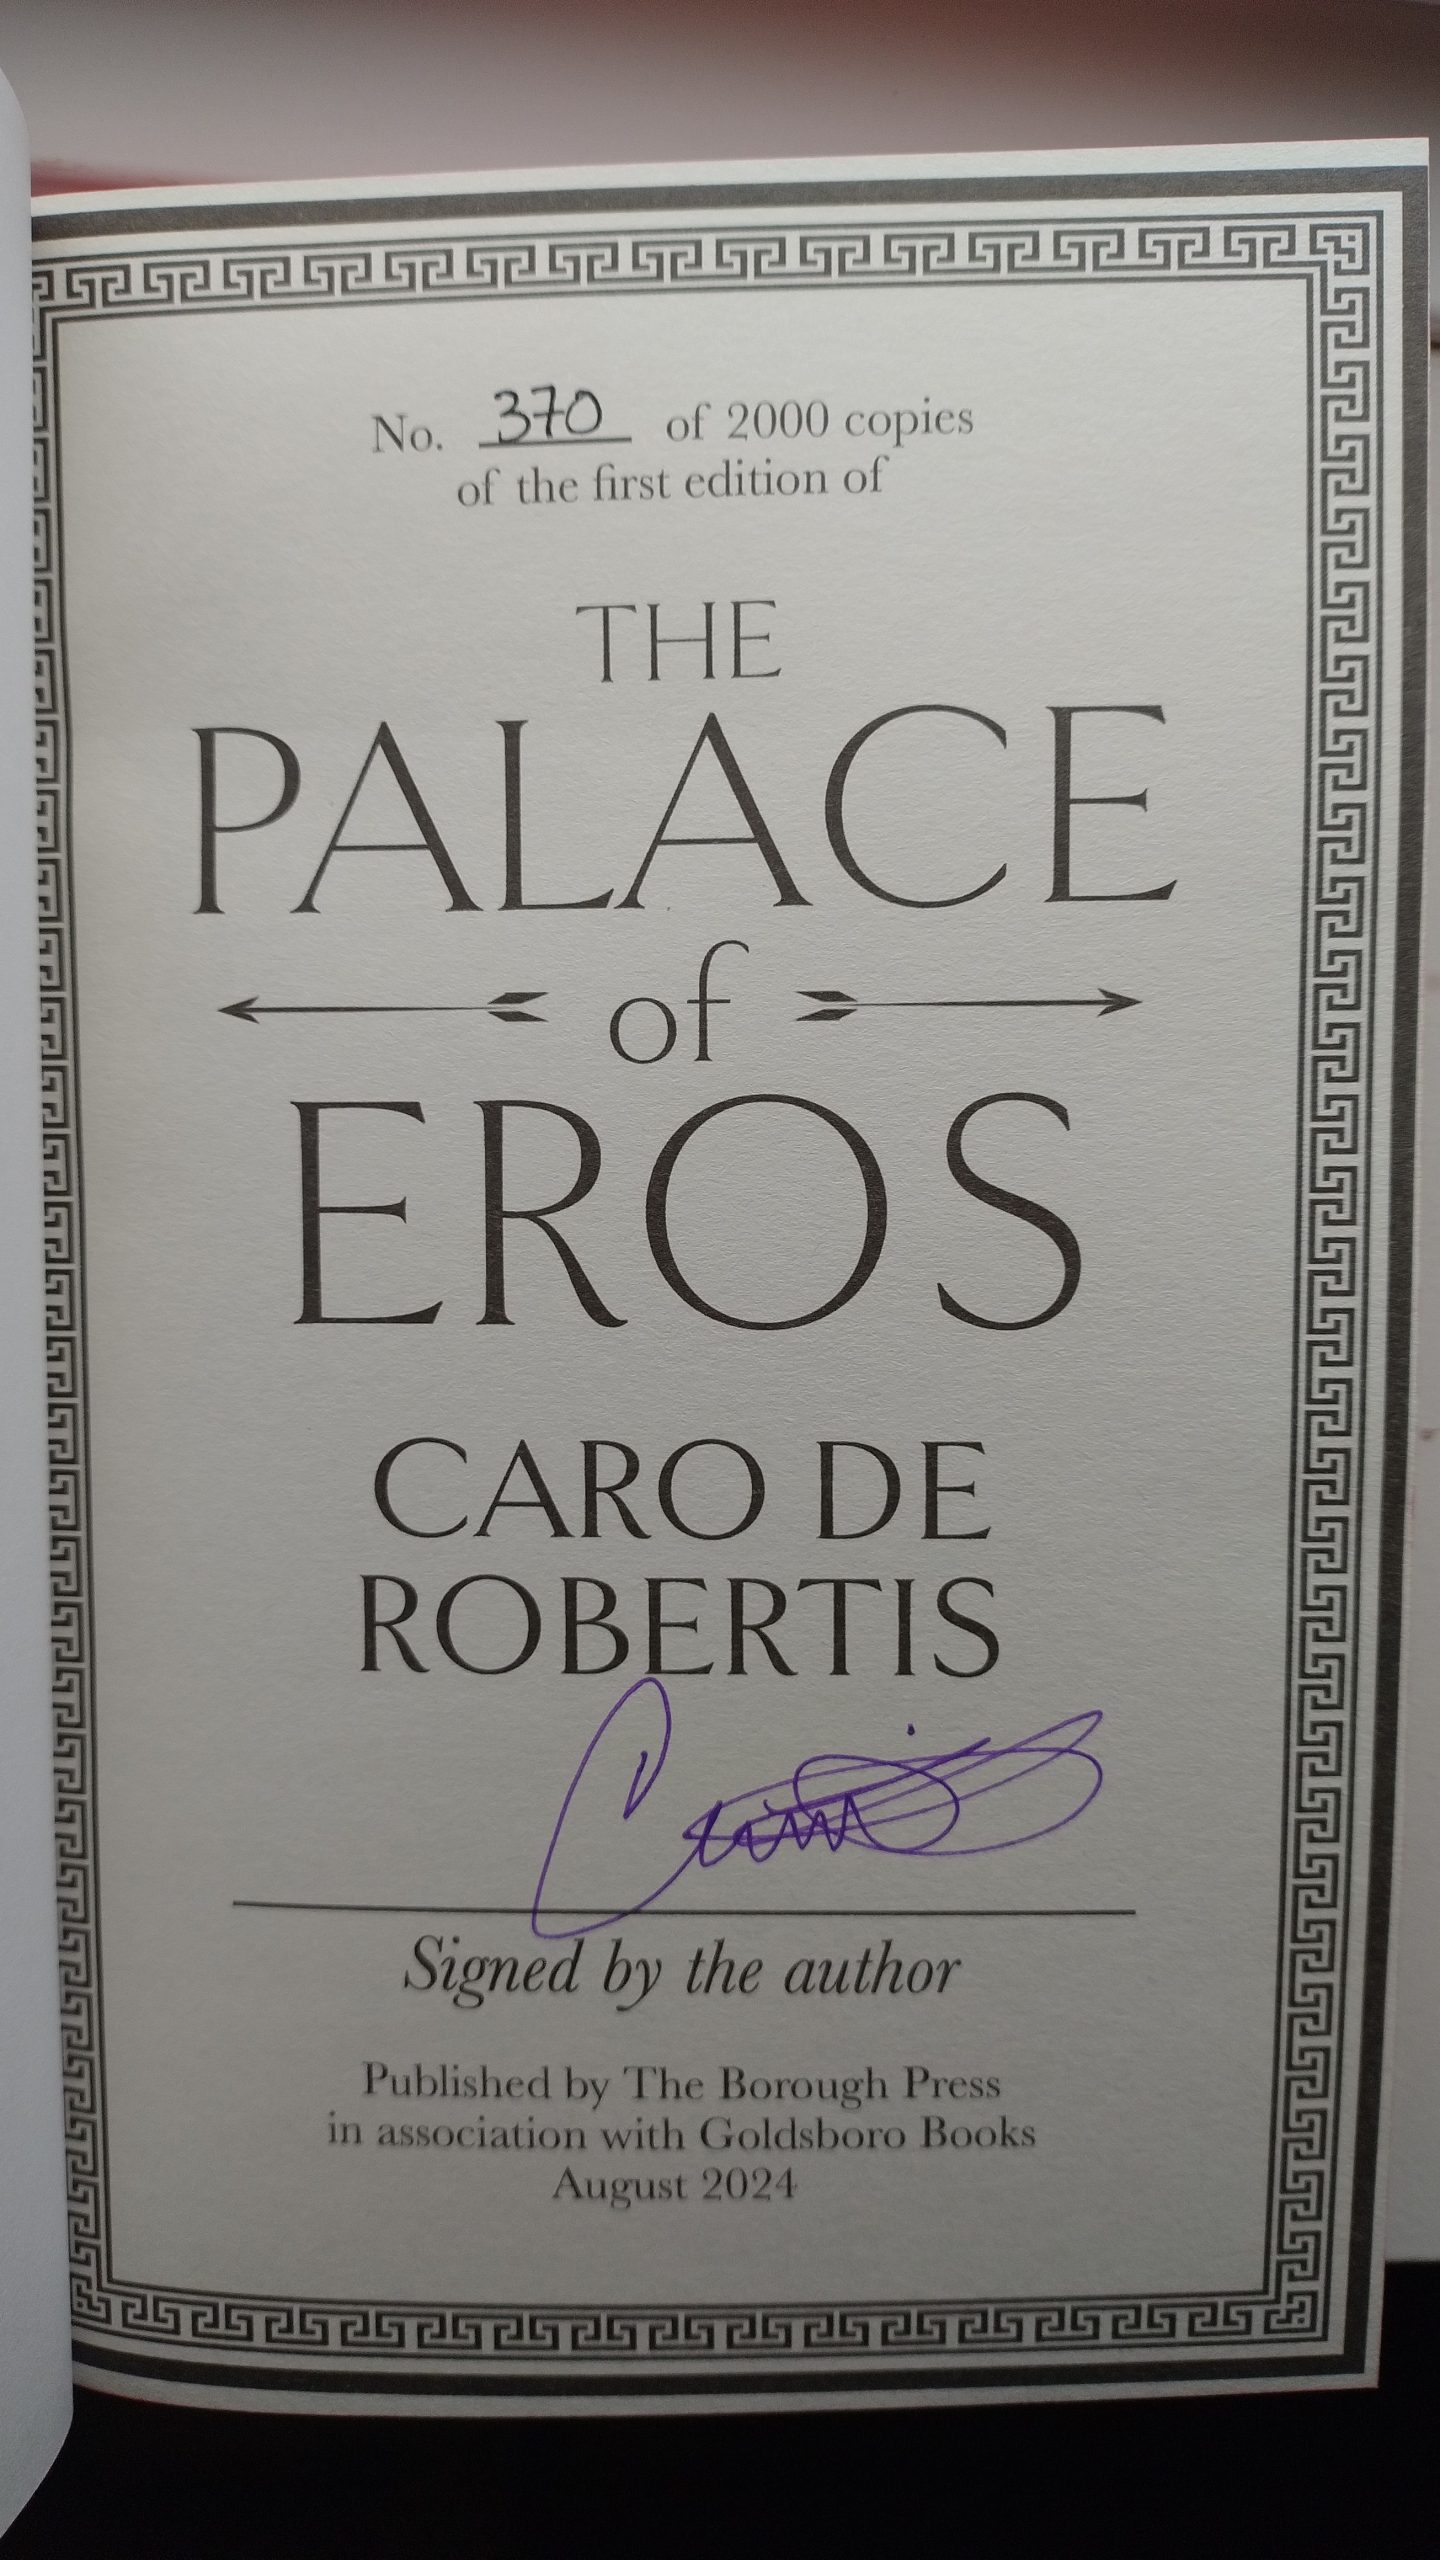 No. 370 of 2000 copies
of the first edition of
THE
PALACE
of
EROS
CARO DE
ROBERTIS
Signed by the author
Published by The Borough Press
in association with Goldsboro Books
August 2024